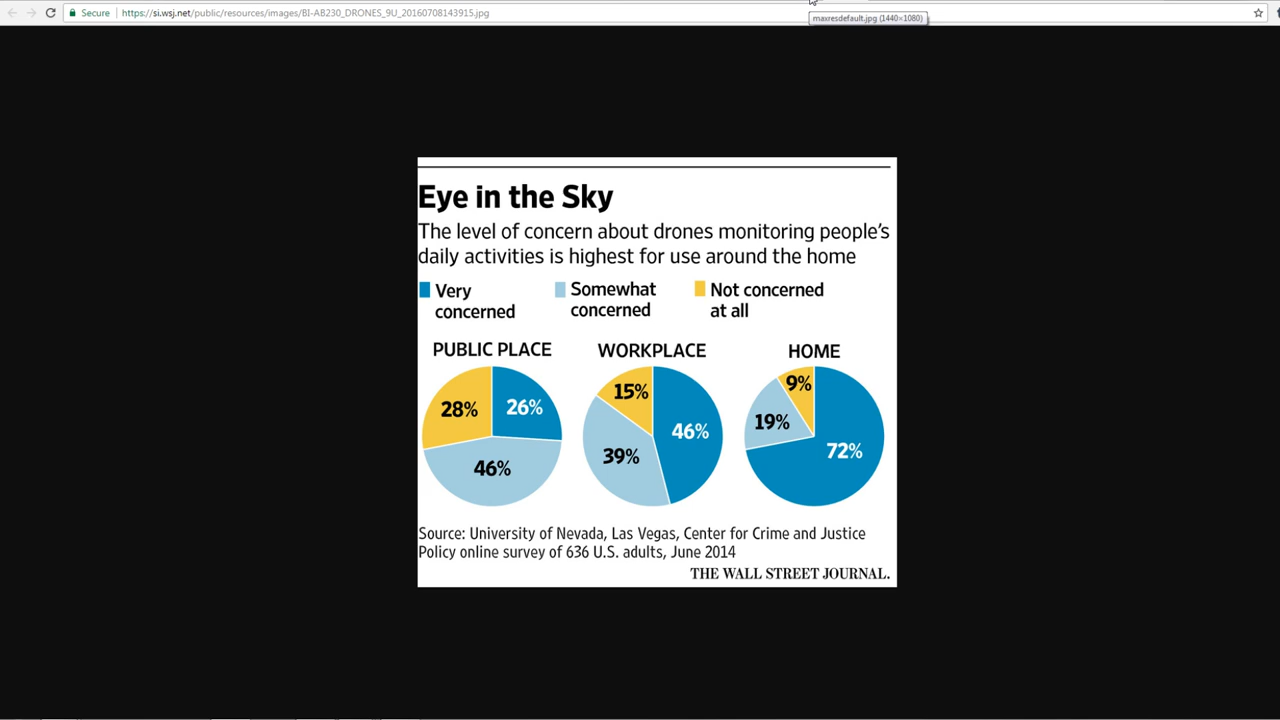 Secure
https://si.wsj.net/public/resources/images/BI-AB230_DRONES_9U_20160708143915.jpg
maxresdefault.jpg (1440×1080)
Eye in the Sky
The level of concern about drones monitoring people's
daily activities is highest for use around the home
Very
concerned
Somewhat
concerned
Not concerned
at all
PUBLIC PLACE
28%
26%
46%
WORKPLACE
15%
46%
39%
HOME
9%
19%
72%
Source: University of Nevada, Las Vegas, Center for Crime and Justice
Policy online survey of 636 U.S. adults, June 2014
THE WALL STREET JOURNAL.